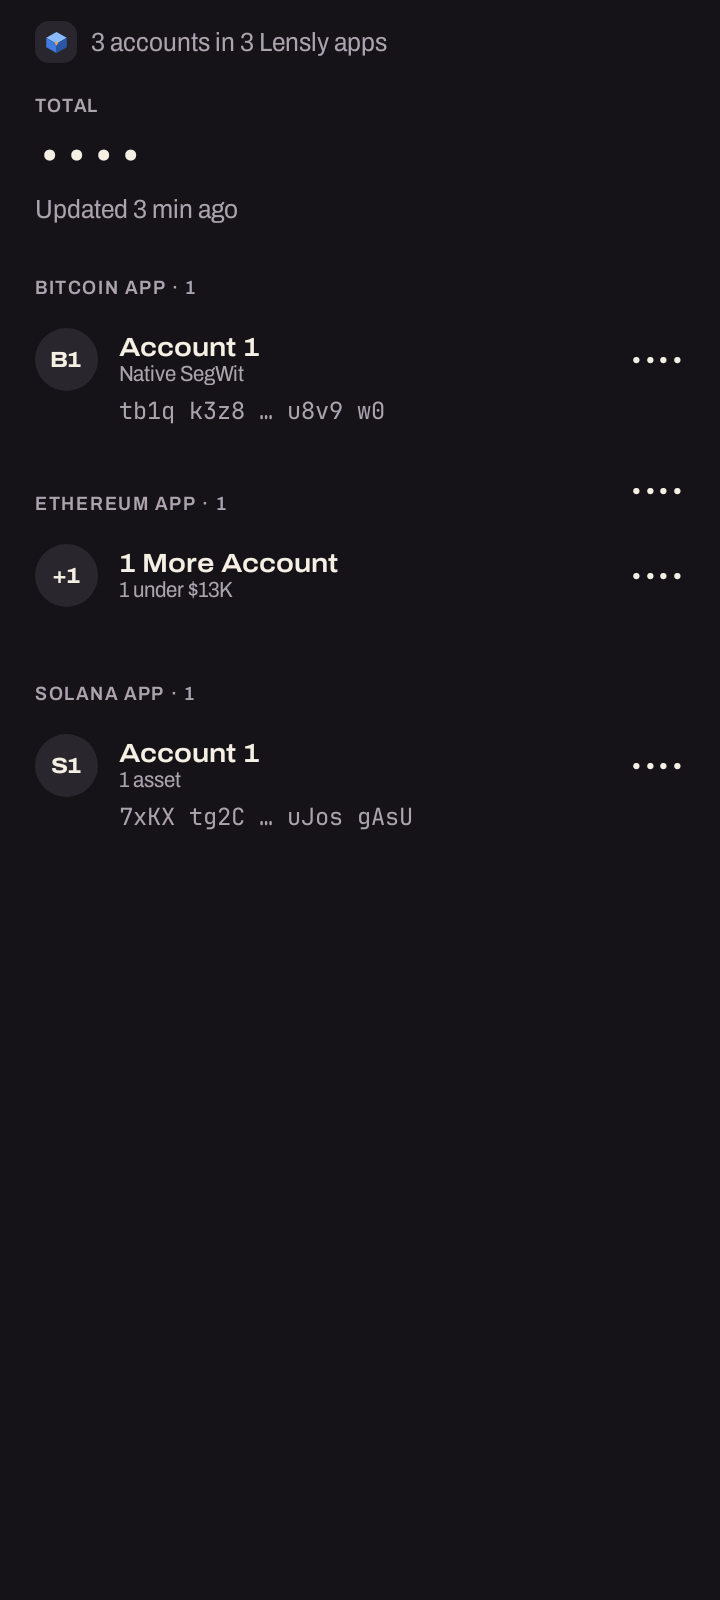 3 accounts in 3 Lensly apps
TOTAL
••••
Updated 3 min ago
BITCOIN APP · 1
B1
Account 1
••••
Native SegWit
tb1q k3z8 … u8v9 w0
ETHEREUM APP · 1
••••
+1
1 More Account
••••
1 under $13K
SOLANA APP · 1
S1
Account 1
••••
1 asset
7xKX tg2C … uJos gAsU